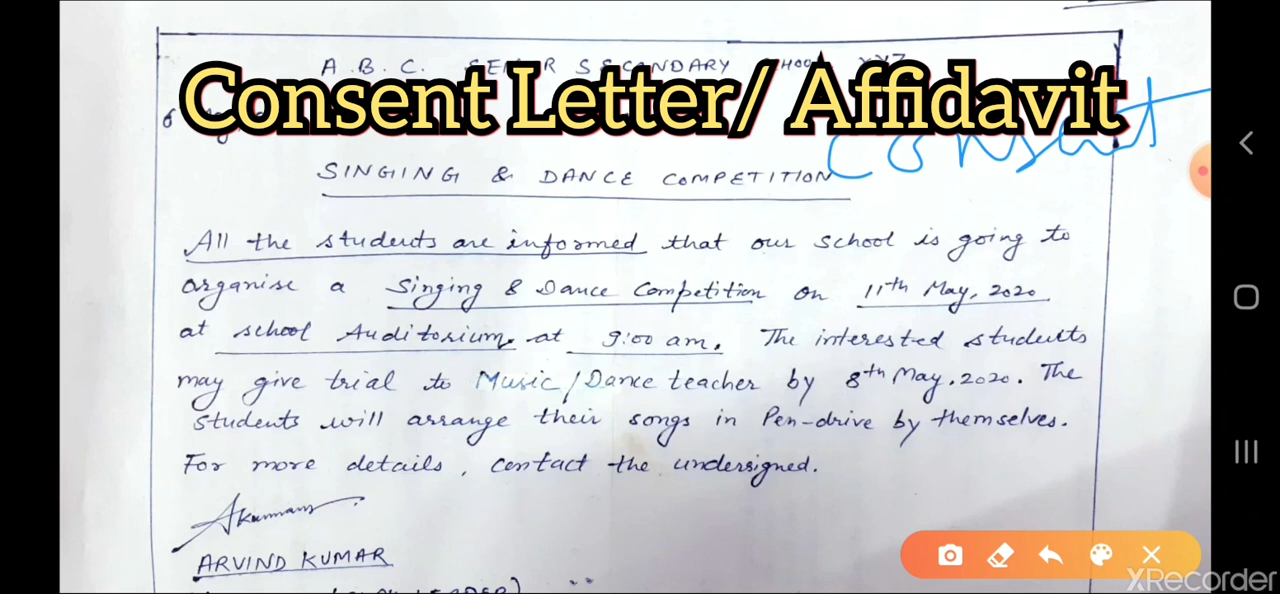 A. B. C. SECONDARY
Consent Letter/ Affidavit
6
consent
SINGING & DANCE COMPETITION
All the students are informed that our school is going to
organise a Singing & Dance Competition on 11th May, 2020
at school Auditorium. at 9:00 am. The interested students
may give trial to Music/Dance teacher by 8th May, 2020. The
students will arrange their songs in Pen-drive by themselves.
For more details, contact the undersigned.
ARVIND KUMAR
XRecorder